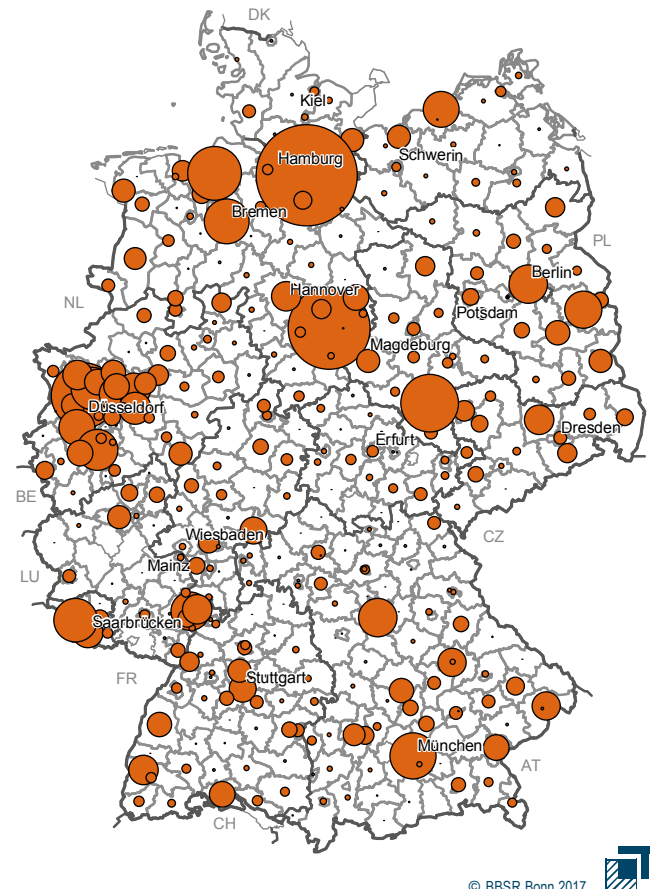 DK
Kiel
Hamburg
Schwerin
Bremen
PL
Berlin
NL
Hannover
Potsdam
Magdeburg
Düsseldorf
Dresden
Erfurt
BE
Wiesbaden
CZ
Mainz
LU
Saarbrücken
FR
Stuttgart
München
AT
CH
© BBSR Bonn 2017